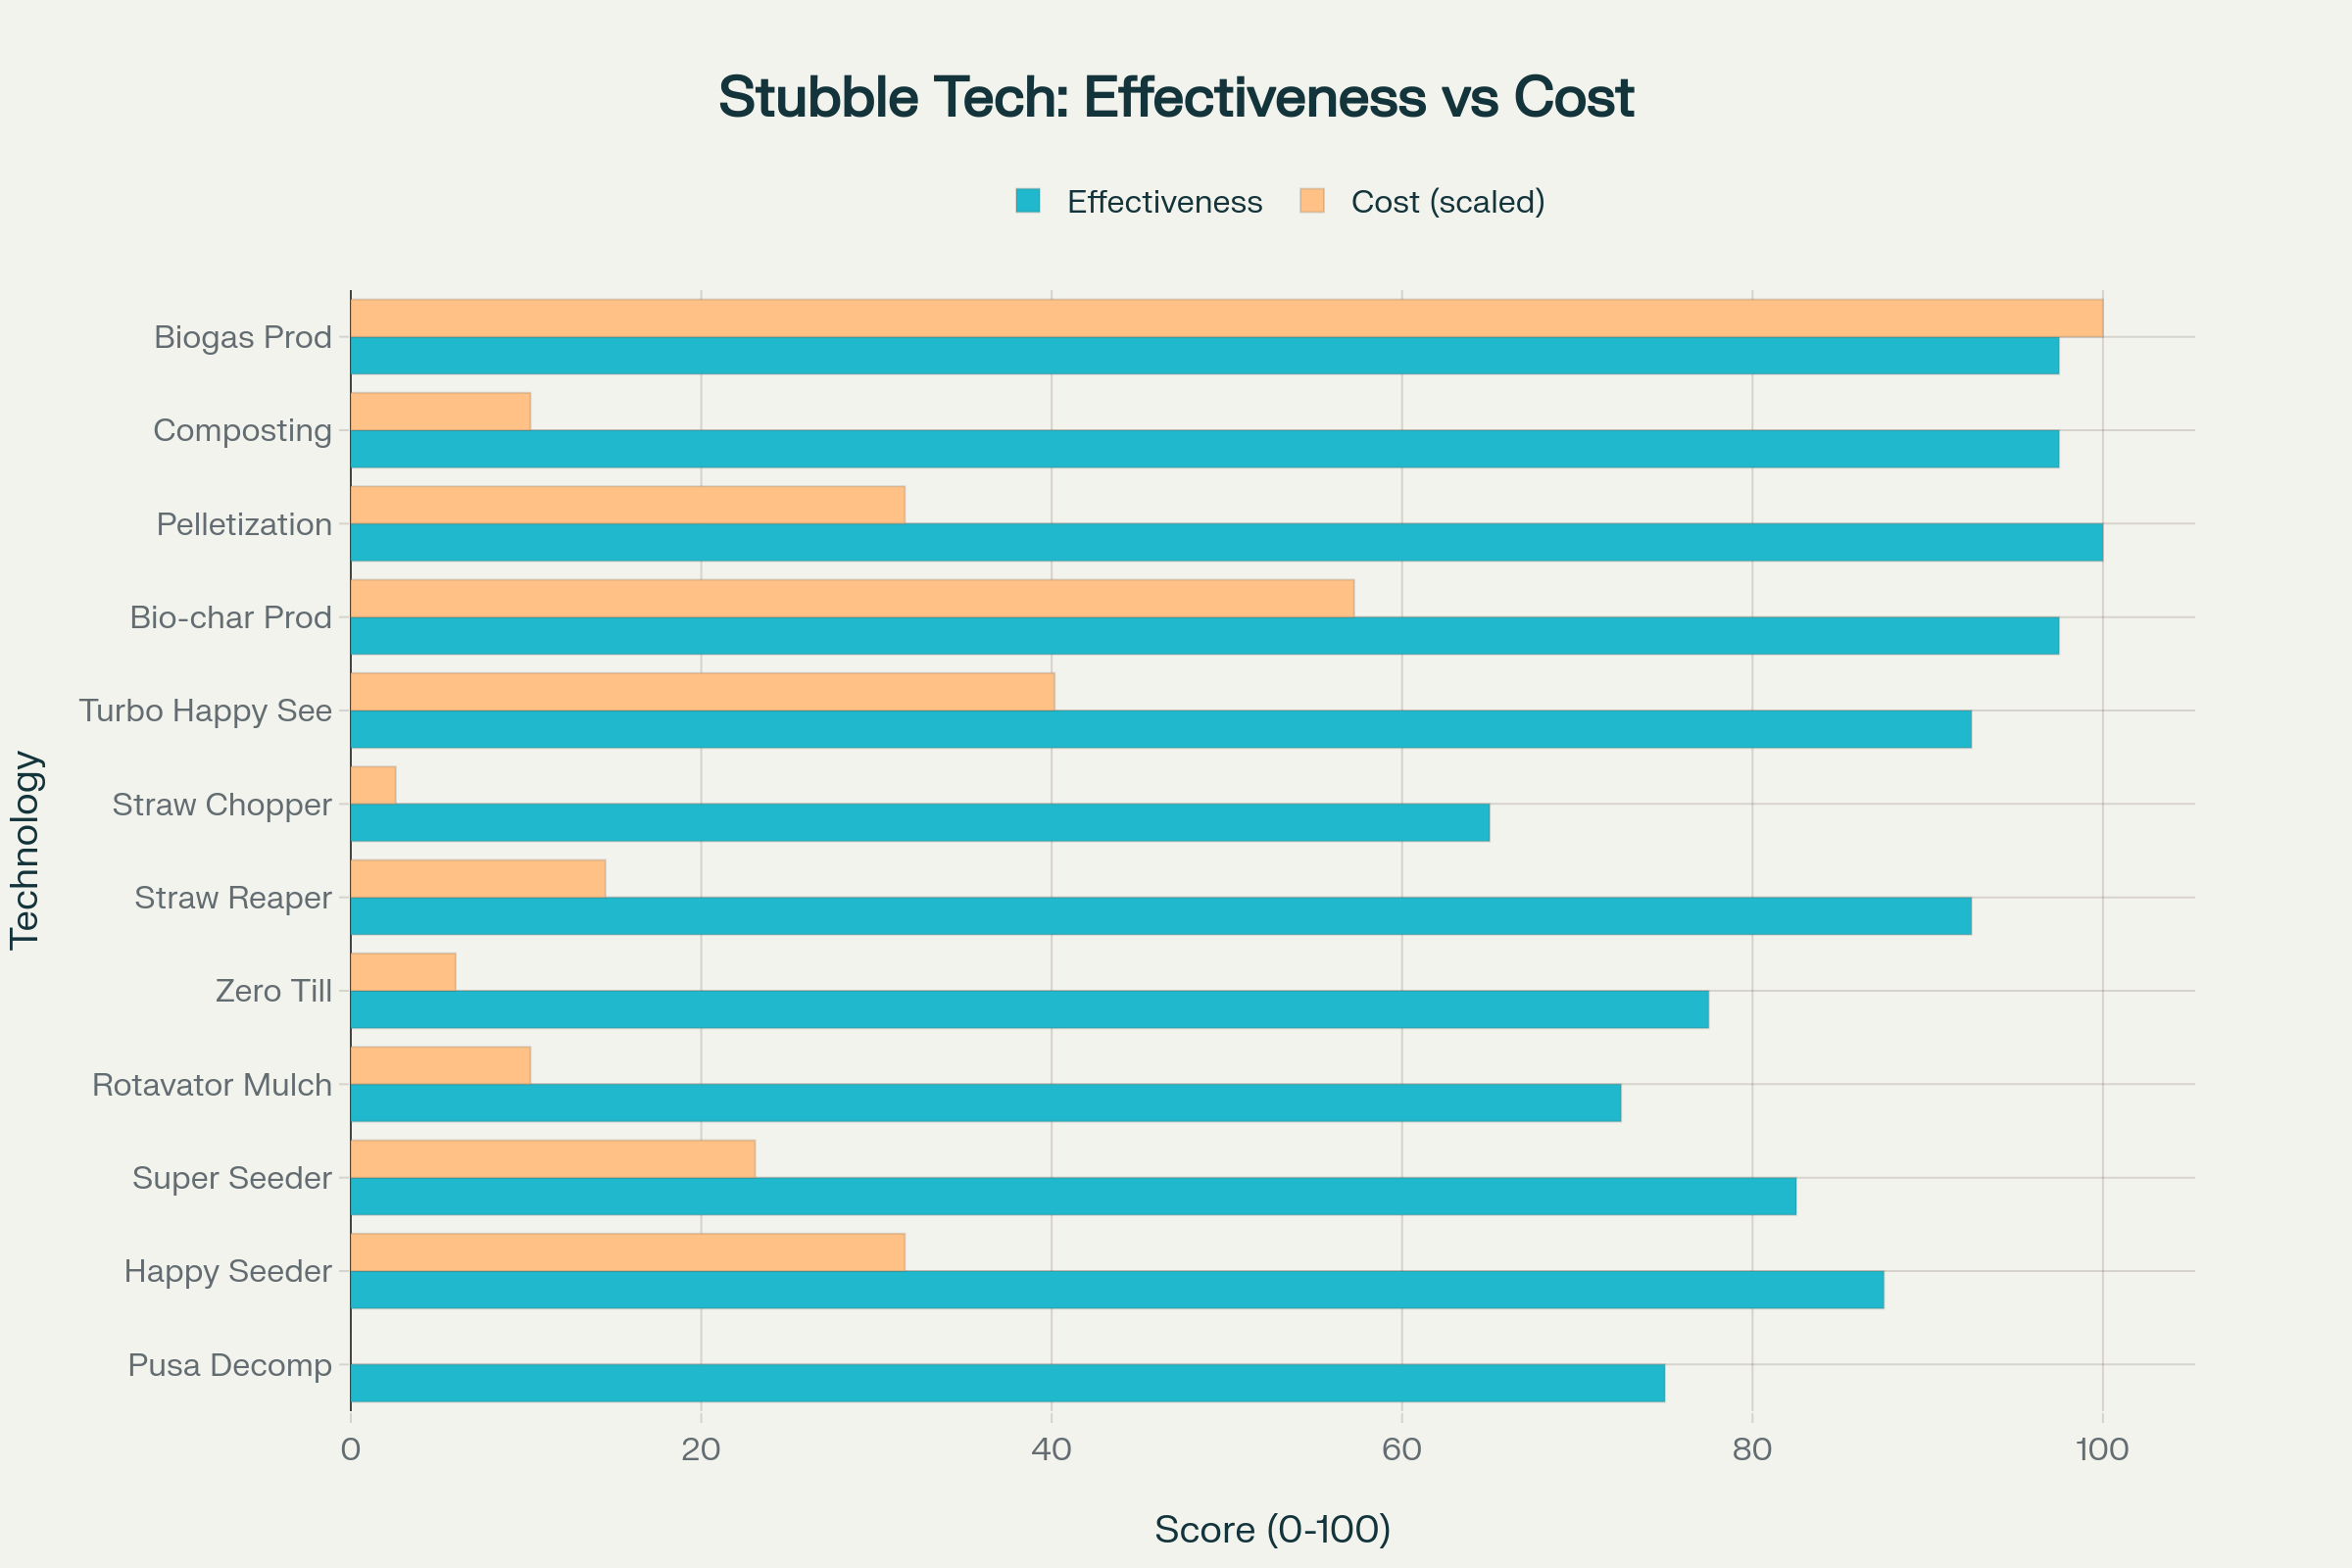 Stubble Tech: Effectiveness vs Cost
Effectiveness
Cost (scaled)
Technology
Biogas Prod
Composting
Pelletization
Bio-char Prod
Turbo Happy See
Straw Chopper
Straw Reaper
Zero Till
Rotavator Mulch
Super Seeder
Happy Seeder
Pusa Decomp
0 20 40 60 80 100
Score (0-100)